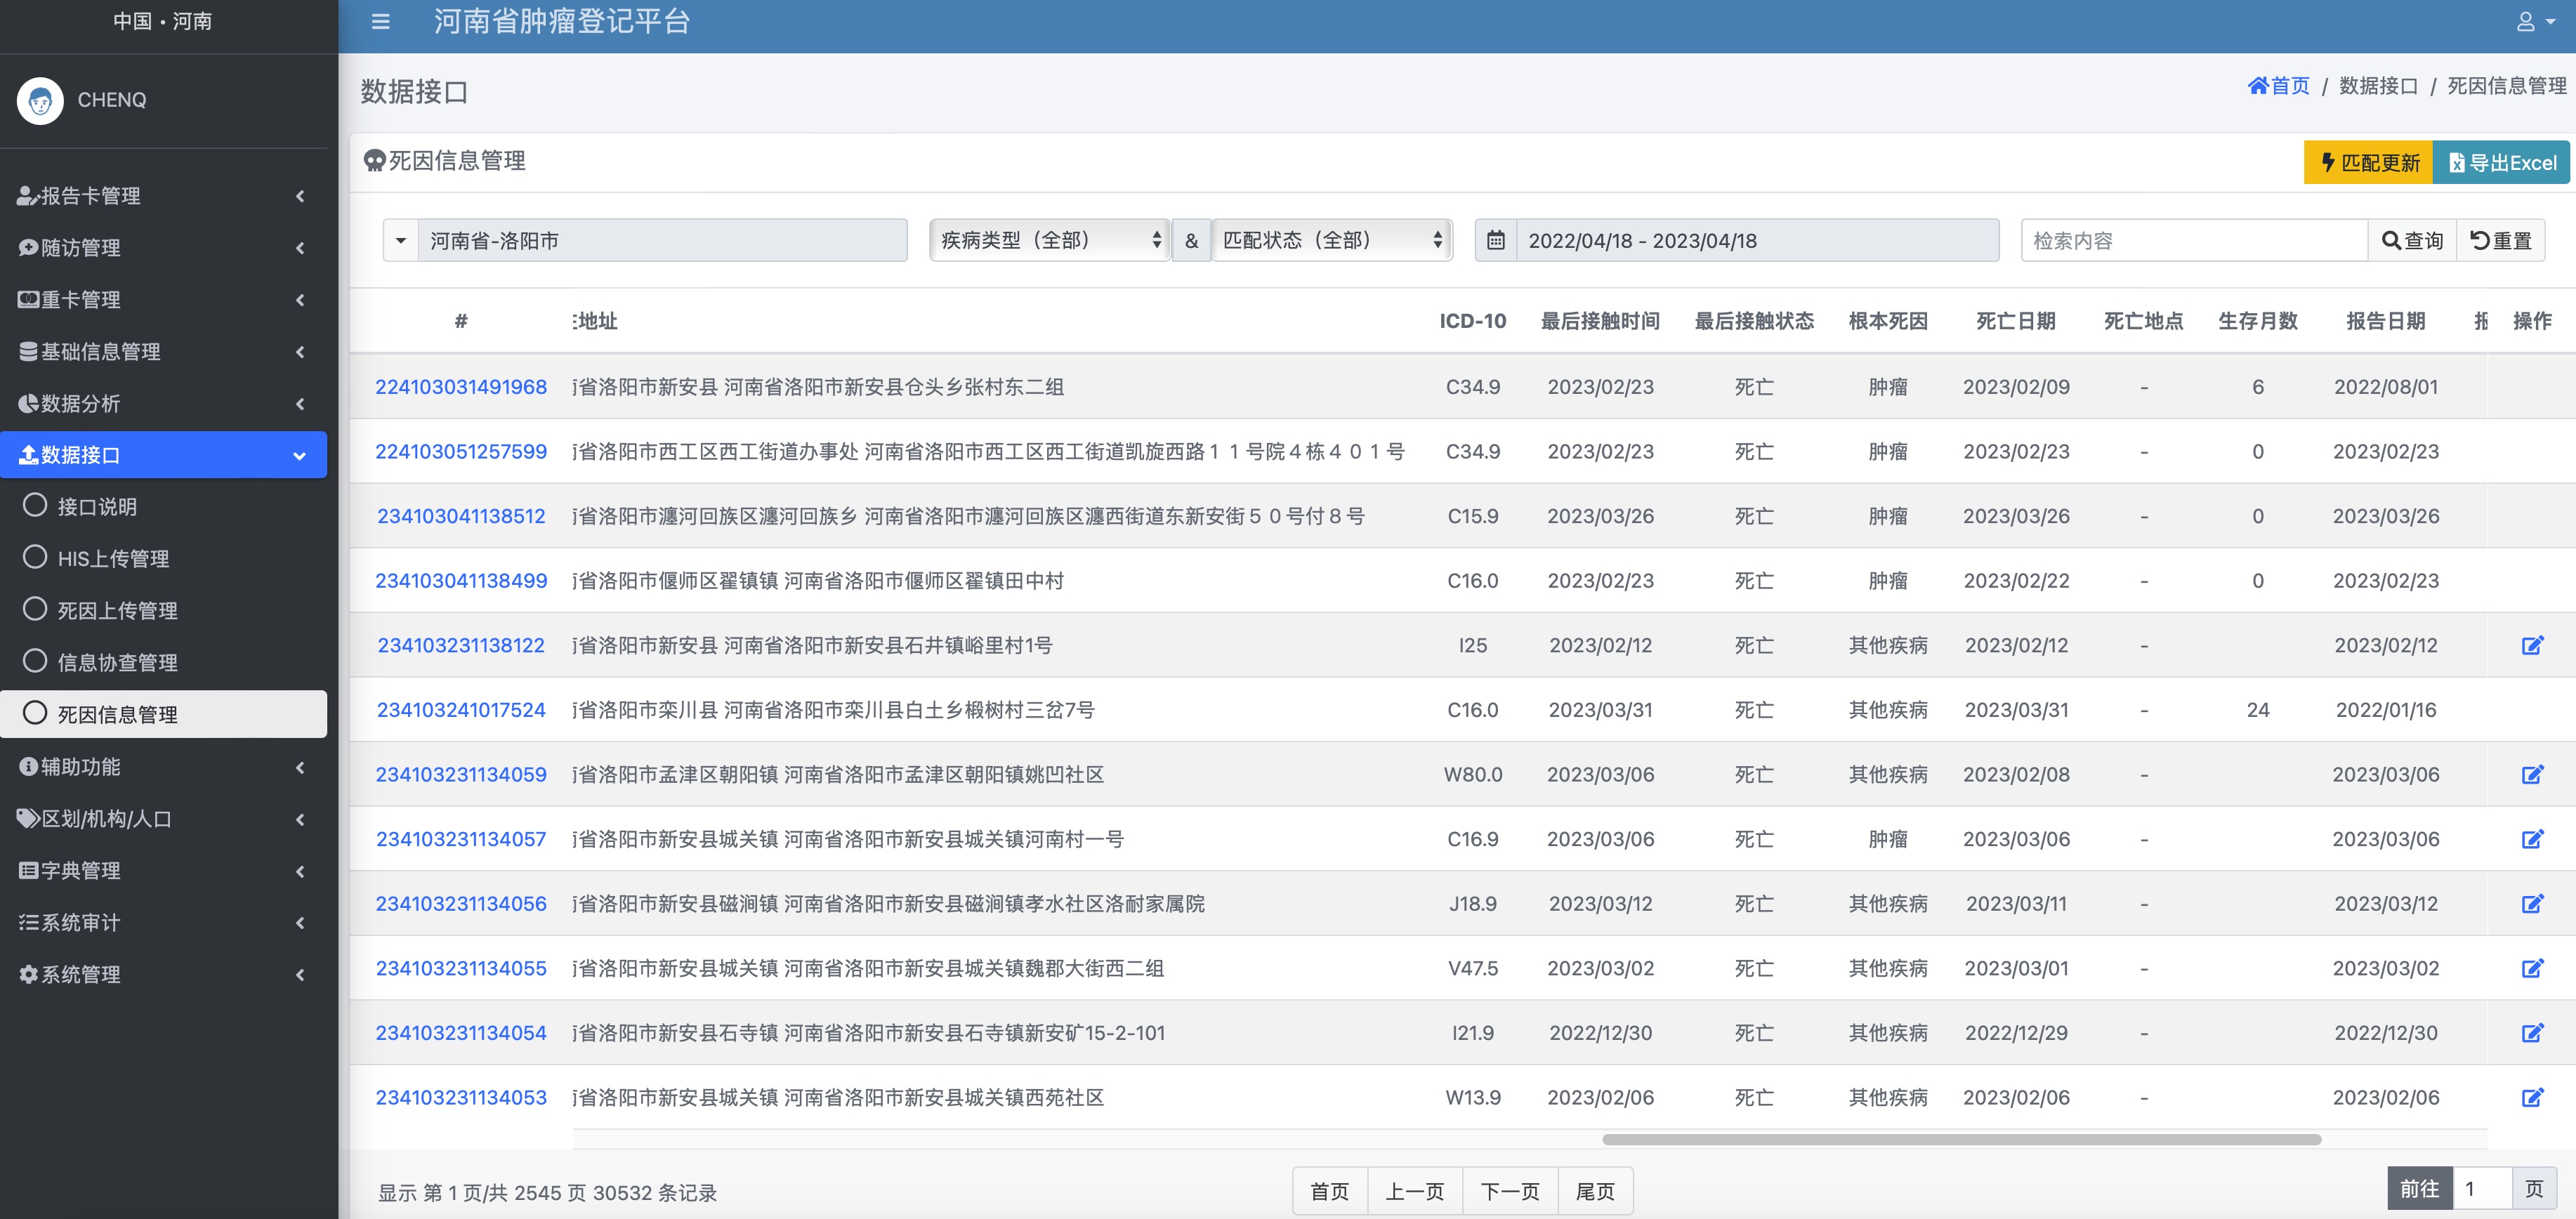 中国 • 河南
河南省肿瘤登记平台
CHENQ
报告卡管理
随访管理
重卡管理
基础信息管理
数据分析
数据接口
接口说明
HIS上传管理
死因上传管理
信息协查管理
死因信息管理
辅助功能
区划/机构/人口
字典管理
系统审计
系统管理
数据接口
首页 / 数据接口 / 死因信息管理
死因信息管理
匹配更新 导出Excel
河南省-洛阳市 疾病类型（全部） & 匹配状态（全部） 2022/04/18 - 2023/04/18 检索内容 查询 重置
# 地址 ICD-10 最后接触时间 最后接触状态 根本死因 死亡日期 死亡地点 生存月数 报告日期 操作
224103031491968 省洛阳市新安县 河南省洛阳市新安县仓头乡张村东二组 C34.9 2023/02/23 死亡 肿瘤 2023/02/09 - 6 2022/08/01
224103051257599 省洛阳市西工区西工街道办事处 河南省洛阳市西工区西工街道凯旋西路１１号院４栋４０１号 C34.9 2023/02/23 死亡 肿瘤 2023/02/23 - 0 2023/02/23
234103041138512 省洛阳市瀍河回族区瀍河回族乡 河南省洛阳市瀍河回族区瀍西街道东新安街５０号付８号 C15.9 2023/03/26 死亡 肿瘤 2023/03/26 - 0 2023/03/26
234103041138499 省洛阳市偃师区翟镇镇 河南省洛阳市偃师区翟镇田中村 C16.0 2023/02/23 死亡 肿瘤 2023/02/22 - 0 2023/02/23
234103231138122 省洛阳市新安县 河南省洛阳市新安县石井镇峪里村1号 I25 2023/02/12 死亡 其他疾病 2023/02/12 - 2023/02/12
234103241017524 省洛阳市栾川县 河南省洛阳市栾川县白土乡椴树村三岔7号 C16.0 2023/03/31 死亡 其他疾病 2023/03/31 - 24 2022/01/16
234103231134059 省洛阳市孟津区朝阳镇 河南省洛阳市孟津区朝阳镇姚凹社区 W80.0 2023/03/06 死亡 其他疾病 2023/02/08 - 2023/03/06
234103231134057 省洛阳市新安县城关镇 河南省洛阳市新安县城关镇河南村一号 C16.9 2023/03/06 死亡 肿瘤 2023/03/06 - 2023/03/06
234103231134056 省洛阳市新安县磁涧镇 河南省洛阳市新安县磁涧镇孝水社区洛耐家属院 J18.9 2023/03/12 死亡 其他疾病 2023/03/11 - 2023/03/12
234103231134055 省洛阳市新安县城关镇 河南省洛阳市新安县城关镇魏郡大街西二组 V47.5 2023/03/02 死亡 其他疾病 2023/03/01 - 2023/03/02
234103231134054 省洛阳市新安县石寺镇 河南省洛阳市新安县石寺镇新安矿15-2-101 I21.9 2022/12/30 死亡 其他疾病 2022/12/29 - 2022/12/30
234103231134053 省洛阳市新安县城关镇 河南省洛阳市新安县城关镇西苑社区 W13.9 2023/02/06 死亡 其他疾病 2023/02/06 - 2023/02/06
显示 第 1 页/共 2545 页 30532 条记录 首页 上一页 下一页 尾页 前往 1 页